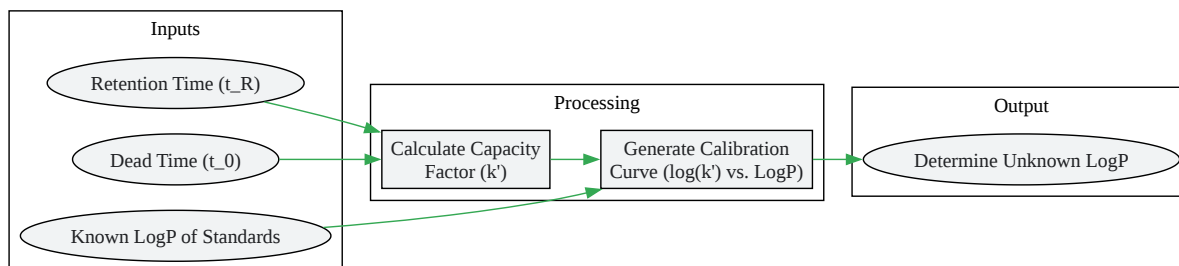 Inputs
Retention Time (t_R)
Dead Time (t_0)
Known LogP of Standards
Processing
Calculate Capacity
Factor (k')
Generate Calibration
Curve (log(k') vs. LogP)
Output
Determine Unknown LogP